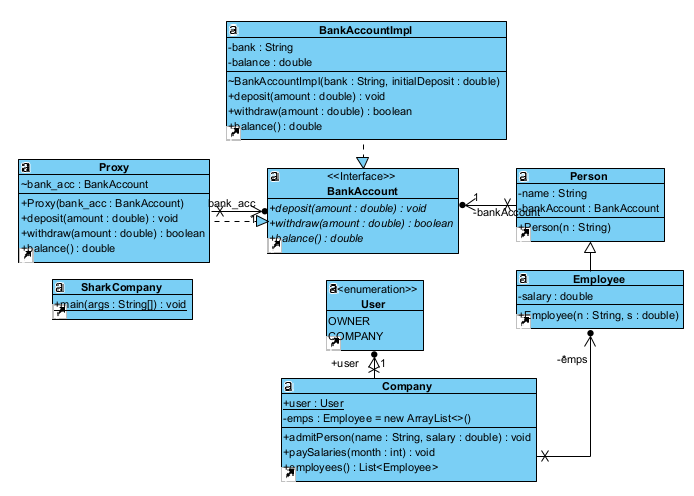 BankAccountImpl
-bank : String
-balance : double
~BankAccountImpl(bank : String, initialDeposit : double)
+deposit(amount : double) : void
+withdraw(amount : double) : boolean
+balance() : double
Proxy
~bank_acc : BankAccount
+Proxy(bank_acc : BankAccount)
+deposit(amount : double) : void
+withdraw(amount : double) : boolean
+balance() : double
bank_acc
<<Interface>>
BankAccount
+deposit(amount : double) : void
+withdraw(amount : double) : boolean
+balance() : double
1
-bankAccount
Person
-name : String
-bankAccount : BankAccount
+Person(n : String)
SharkCompany
+main(args : String[]) : void
<<enumeration>>
User
OWNER
COMPANY
Employee
-salary : double
+Employee(n : String, s : double)
+user
1
-emps
*
Company
+user : User
-emps : Employee = new ArrayList<>()
+admitPerson(name : String, salary : double) : void
+paySalaries(month : int) : void
+employees() : List<Employee>